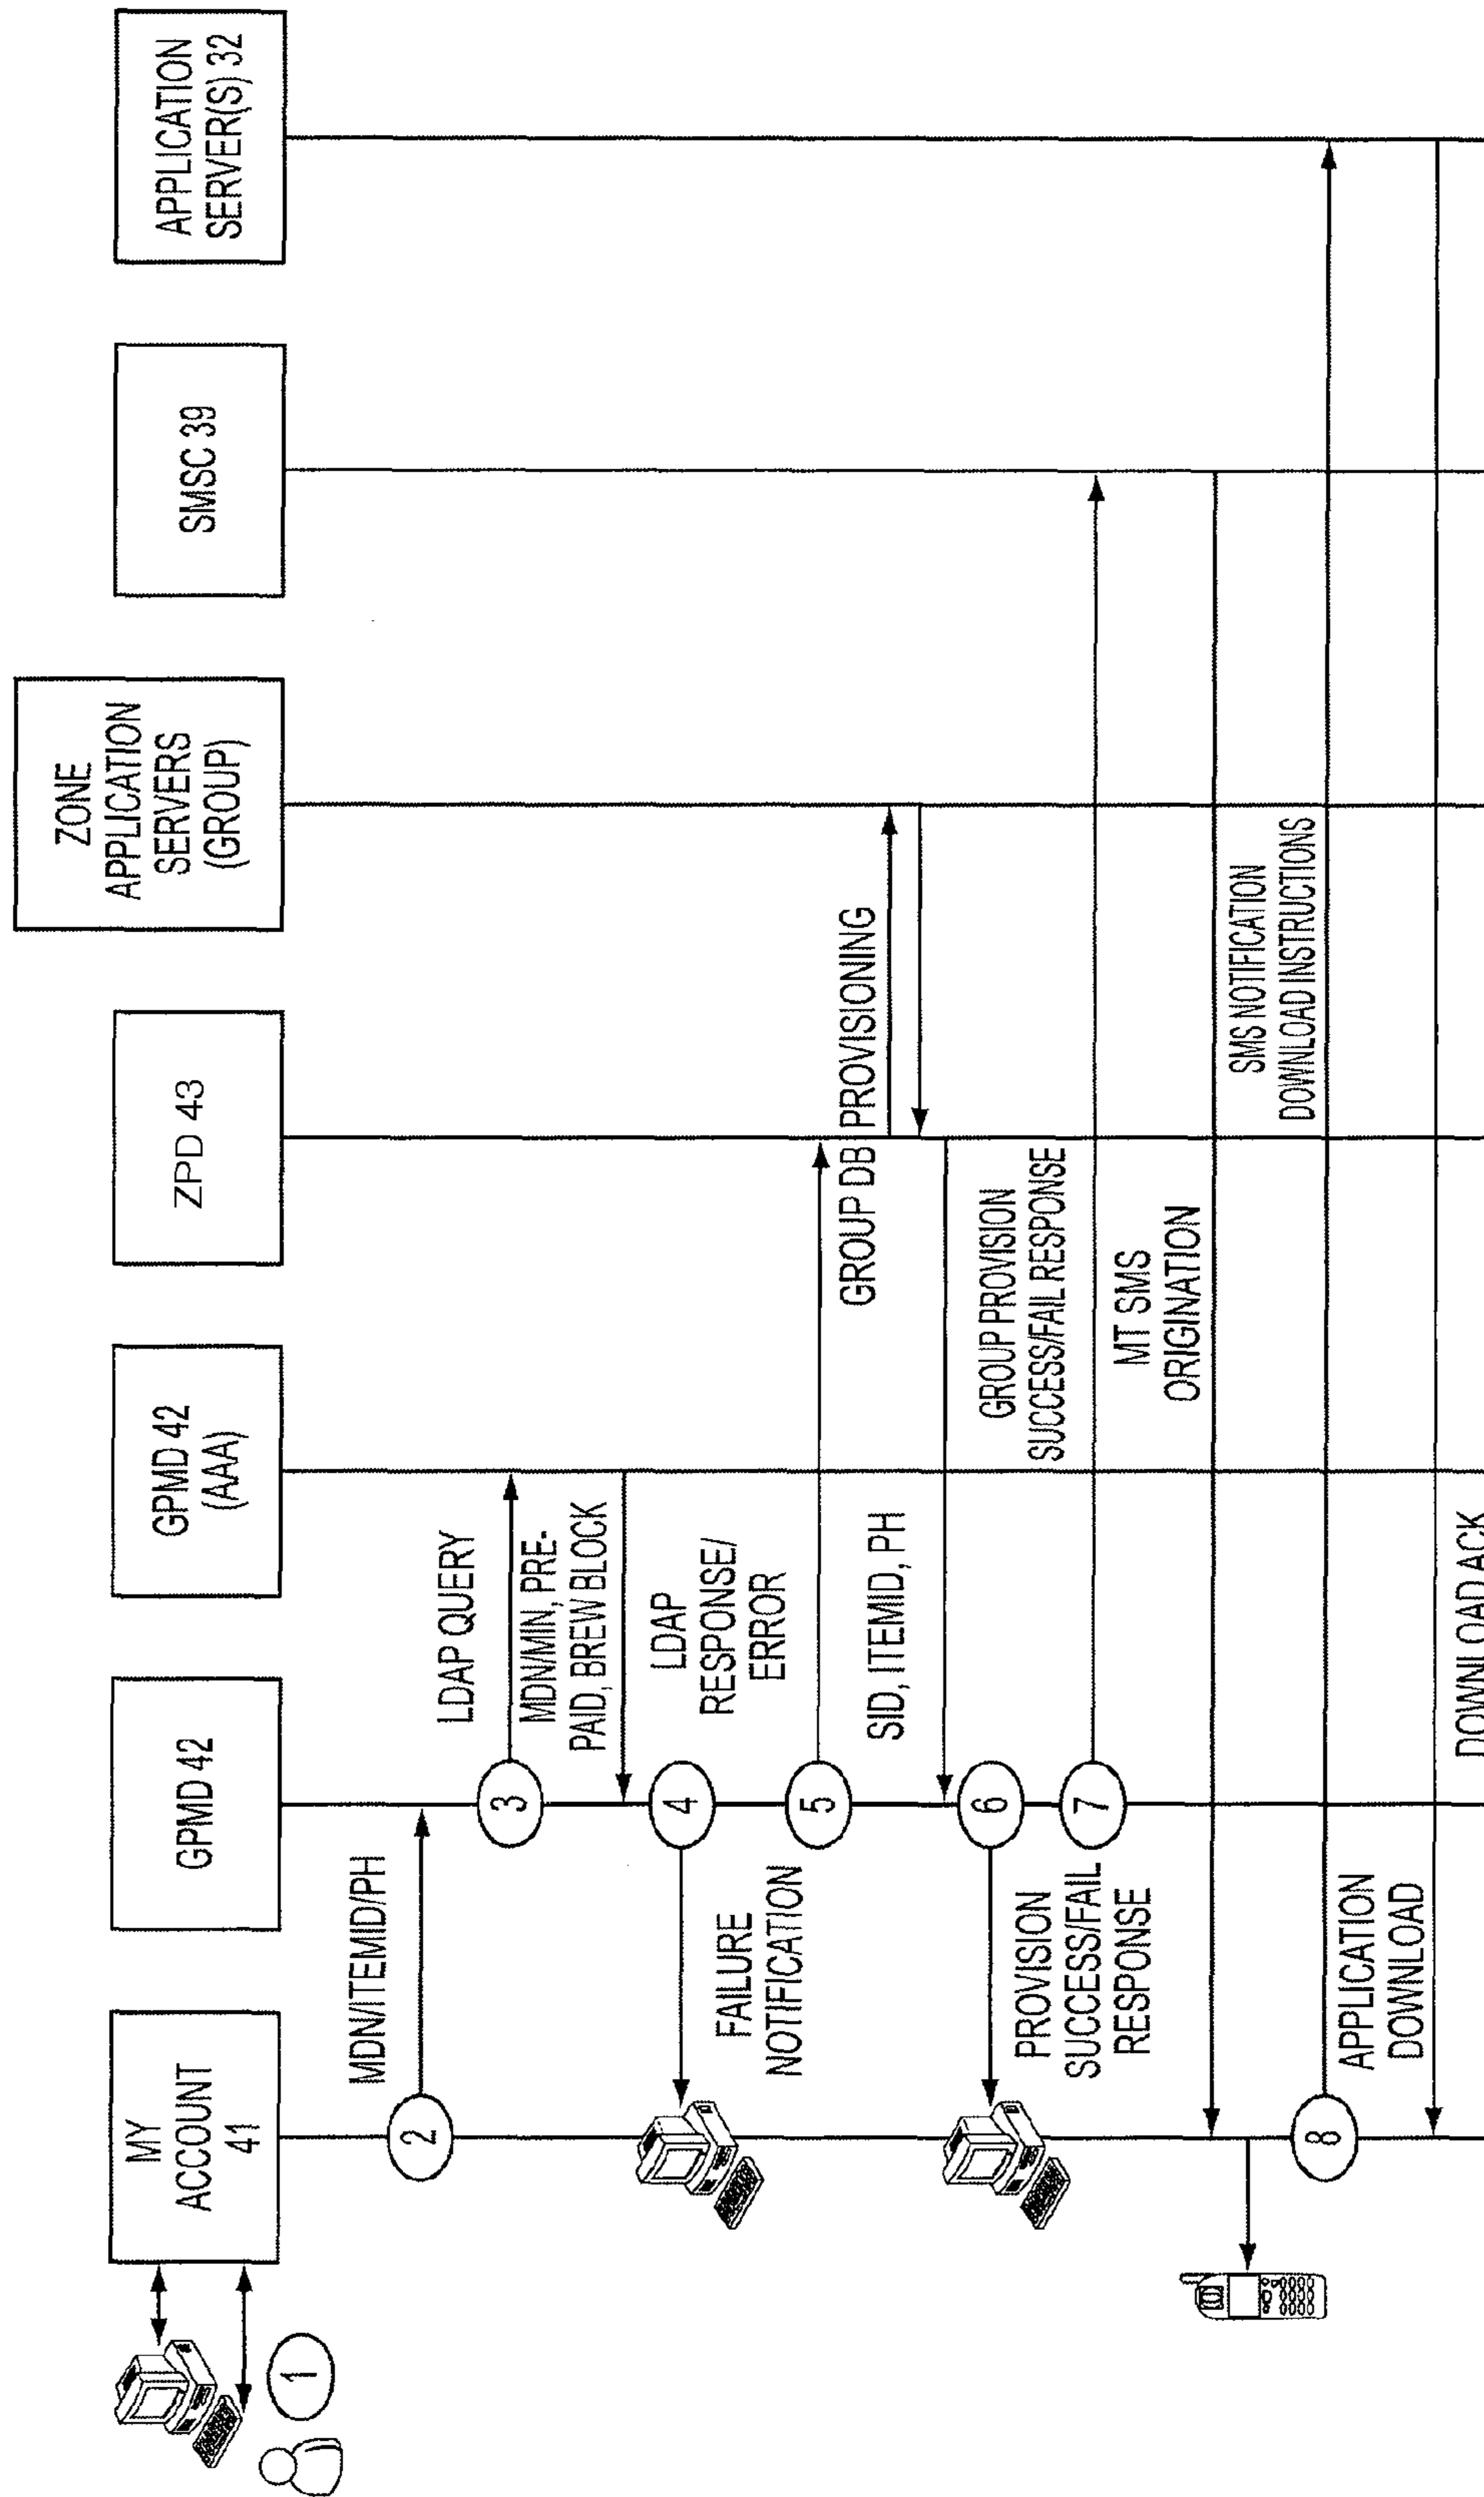 MY
ACCOUNT
41
GPMD 42
GPMD 42
(AAA)
ZPD 43
ZONE
APPLICATION
SERVERS
(GROUP)
SMSC 39
APPLICATION
SERVER(S) 32
1
MDN/ITEMID/PH
2
LDAP QUERY
3
MDN/MIN, PRE-
PAID, BREW BLOCK
4
LDAP
RESPONSE/
ERROR
FAILURE
NOTIFICATION
5
GROUP DB PROVISIONING
SID, ITEMID, PH
6
GROUP PROVISION
SUCCESS/FAIL RESPONSE
PROVISION
SUCCESS/FAIL
RESPONSE
7
MT SMS
ORIGINATION
SMS NOTIFICATION
DOWNLOAD INSTRUCTIONS
8
APPLICATION
DOWNLOAD
DOWNLOAD ACK